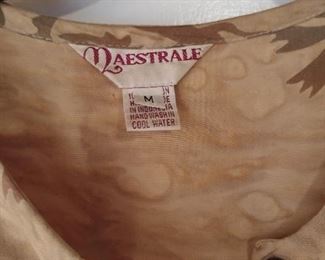 MAESTRALE
M
IN INDONESIA
HAND WASH IN
COOL WATER